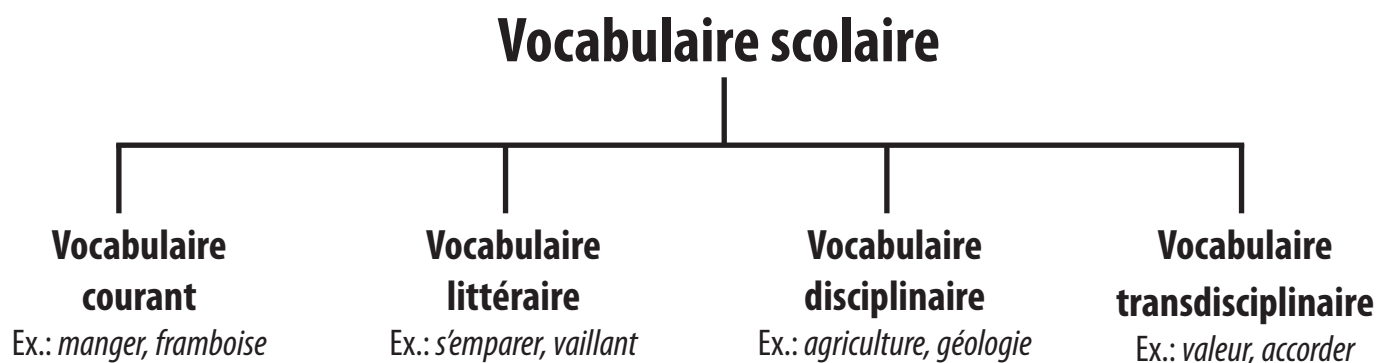 Vocabulaire scolaire
Vocabulaire
courant
Ex.: manger, framboise
Vocabulaire
littéraire
Ex.: s'emparer, vaillant
Vocabulaire
disciplinaire
Ex.: agriculture, géologie
Vocabulaire
transdisciplinaire
Ex.: valeur, accorder